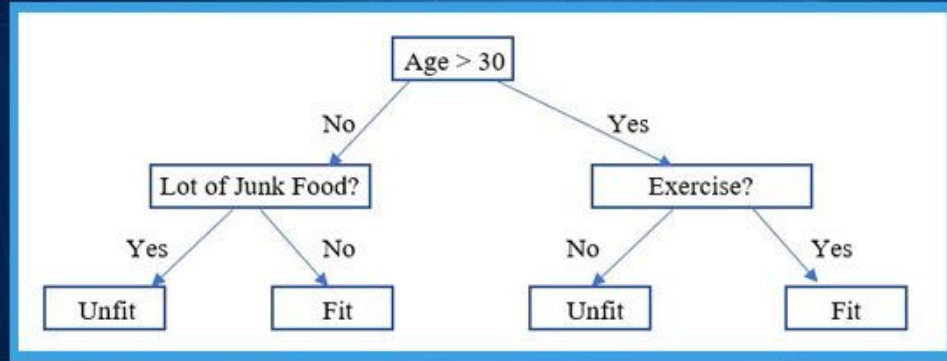 Age > 30
No
Yes
Lot of Junk Food?
Exercise?
Yes
No
No
Yes
Unfit
Fit
Unfit
Fit